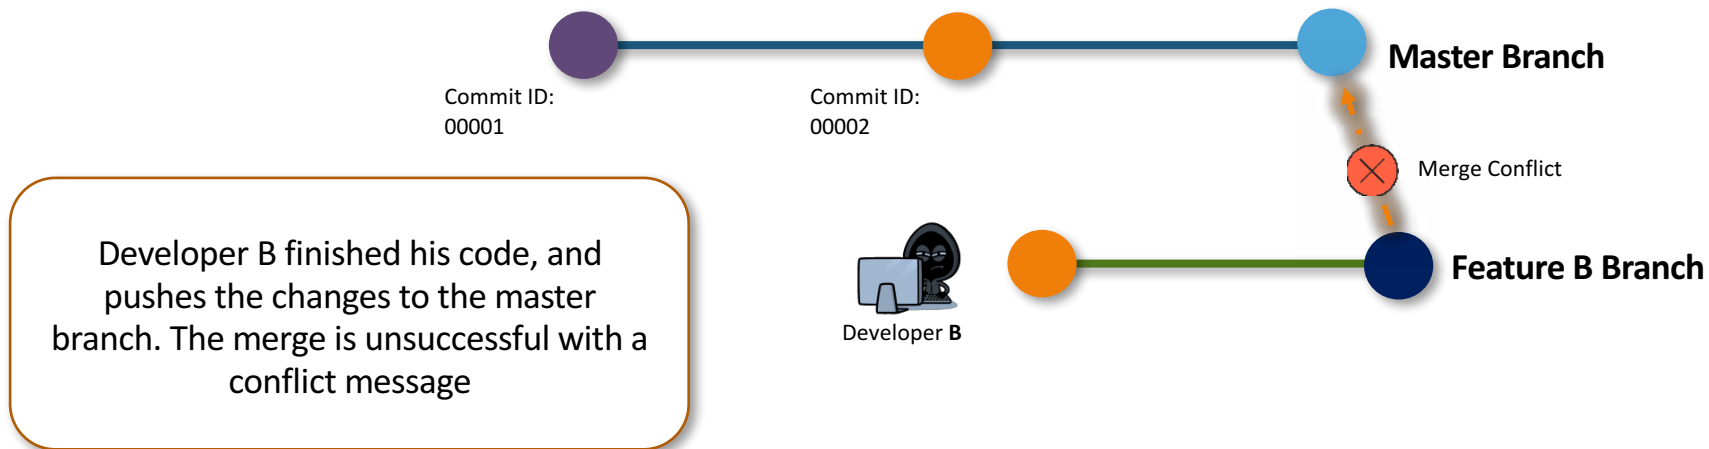 Master Branch
Commit ID:
00001
Commit ID:
00002
Merge Conflict
Developer B finished his code, and
pushes the changes to the master
branch. The merge is unsuccessful with a
conflict message
Developer B
Feature B Branch